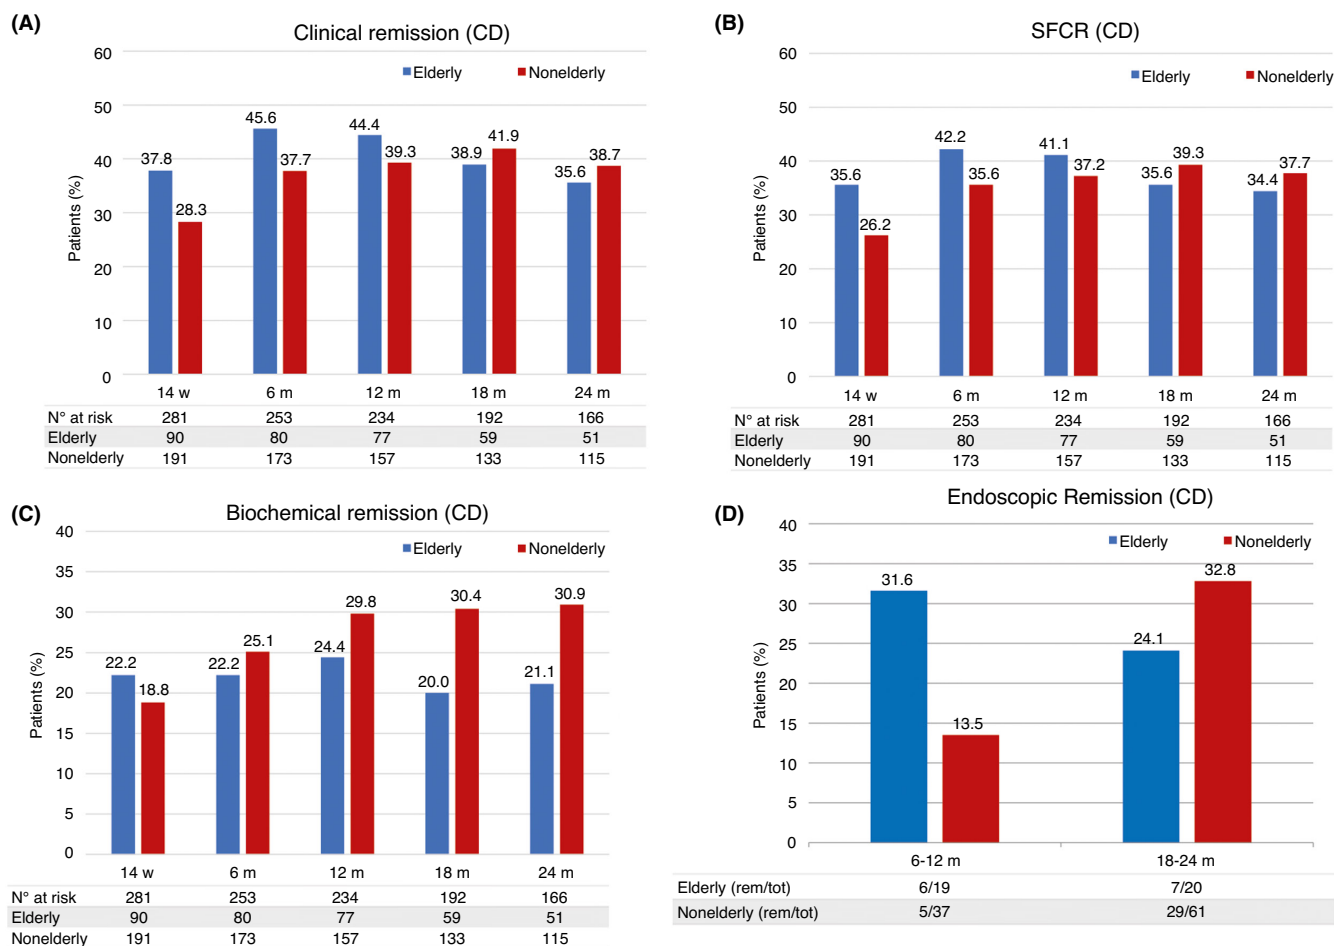 (A)
Clinical remission (CD)
Elderly Nonelderly
Patients (%)
60
50
40
30
20
10
0
37.8 28.3 45.6 37.7 44.4 39.3 38.9 41.9 35.6 38.7
14 w 6 m 12 m 18 m 24 m
N° at risk 281 253 234 192 166
Elderly 90 80 77 59 51
Nonelderly 191 173 157 133 115
(B)
SFCR (CD)
Elderly Nonelderly
Patients (%)
60
50
40
30
20
10
0
35.6 26.2 42.2 35.6 41.1 37.2 35.6 39.3 34.4 37.7
14 w 6 m 12 m 18 m 24 m
N° at risk 281 253 234 192 166
Elderly 90 80 77 59 51
Nonelderly 191 173 157 133 115
(C)
Biochemical remission (CD)
Elderly Nonelderly
Patients (%)
40
35
30
25
20
15
10
5
0
22.2 18.8 22.2 25.1 24.4 29.8 20.0 30.4 21.1 30.9
14 w 6 m 12 m 18 m 24 m
N° at risk 281 253 234 192 166
Elderly 90 80 77 59 51
Nonelderly 191 173 157 133 115
(D)
Endoscopic Remission (CD)
Elderly Nonelderly
Patients (%)
40
35
30
25
20
15
10
5
0
31.6 13.5 24.1 32.8
6-12 m 18-24 m
Elderly (rem/tot) 6/19 7/20
Nonelderly (rem/tot) 5/37 29/61